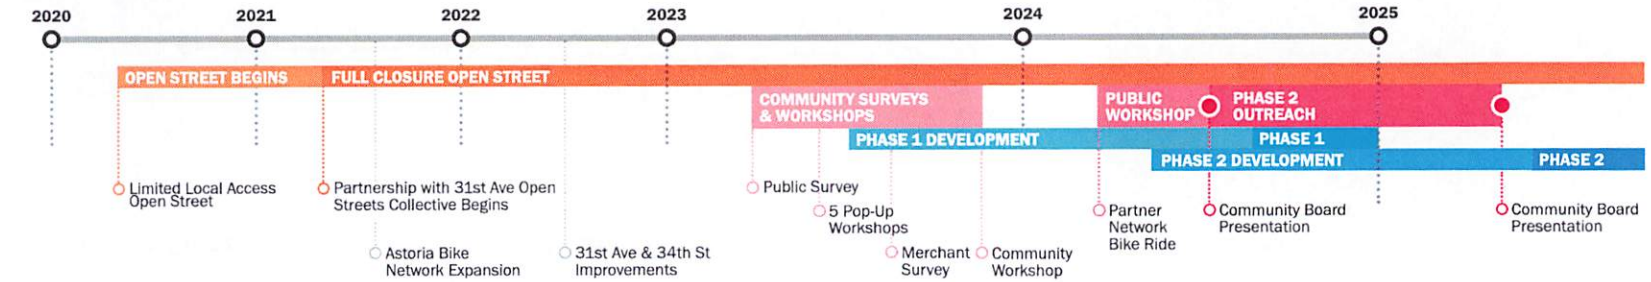 2020 2021 2022 2023 2024 2025
OPEN STREET BEGINS FULL CLOSURE OPEN STREET
COMMUNITY SURVEYS
& WORKSHOPS
PUBLIC
WORKSHOP
PHASE 2
OUTREACH
PHASE 1 DEVELOPMENT PHASE 1
PHASE 2 DEVELOPMENT PHASE 2
Limited Local Access
Open Street
Partnership with 31st Ave Open
Streets Collective Begins
Astoria Bike
Network Expansion
31st Ave & 34th St
Improvements
Public Survey
5 Pop-Up
Workshops
Merchant
Survey
Community
Workshop
Partner
Network
Bike Ride
Community Board
Presentation
Community Board
Presentation